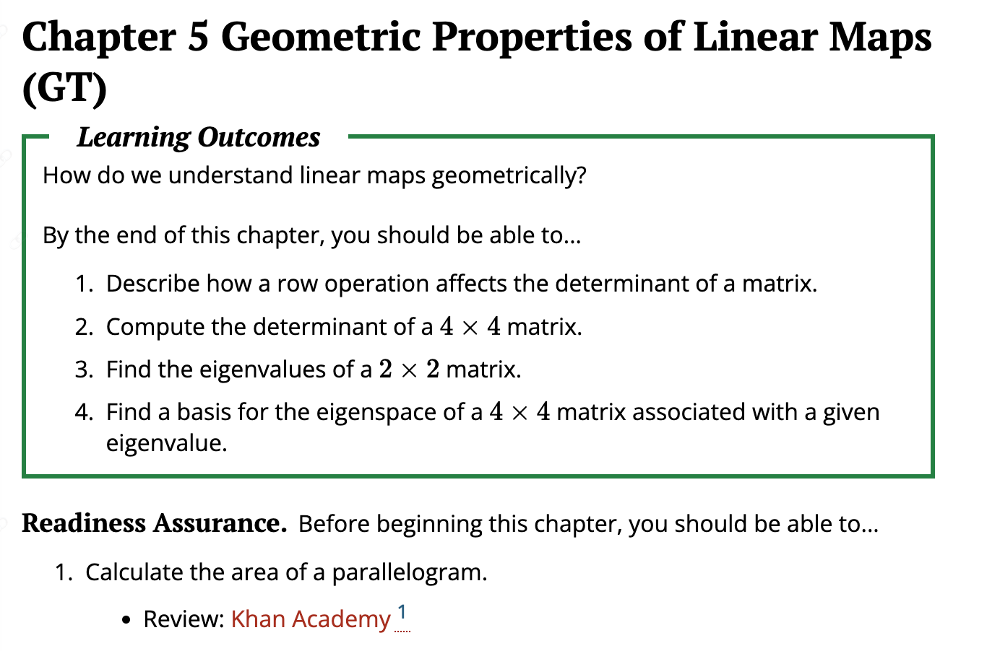 Chapter 5 Geometric Properties of Linear Maps
(GT)
Learning Outcomes
How do we understand linear maps geometrically?
By the end of this chapter, you should be able to...
1. Describe how a row operation affects the determinant of a matrix.
2. Compute the determinant of a 4 × 4 matrix.
3. Find the eigenvalues of a 2 × 2 matrix.
4. Find a basis for the eigenspace of a 4 × 4 matrix associated with a given
eigenvalue.
Readiness Assurance. Before beginning this chapter, you should be able to...
1. Calculate the area of a parallelogram.
• Review: Khan Academy 1